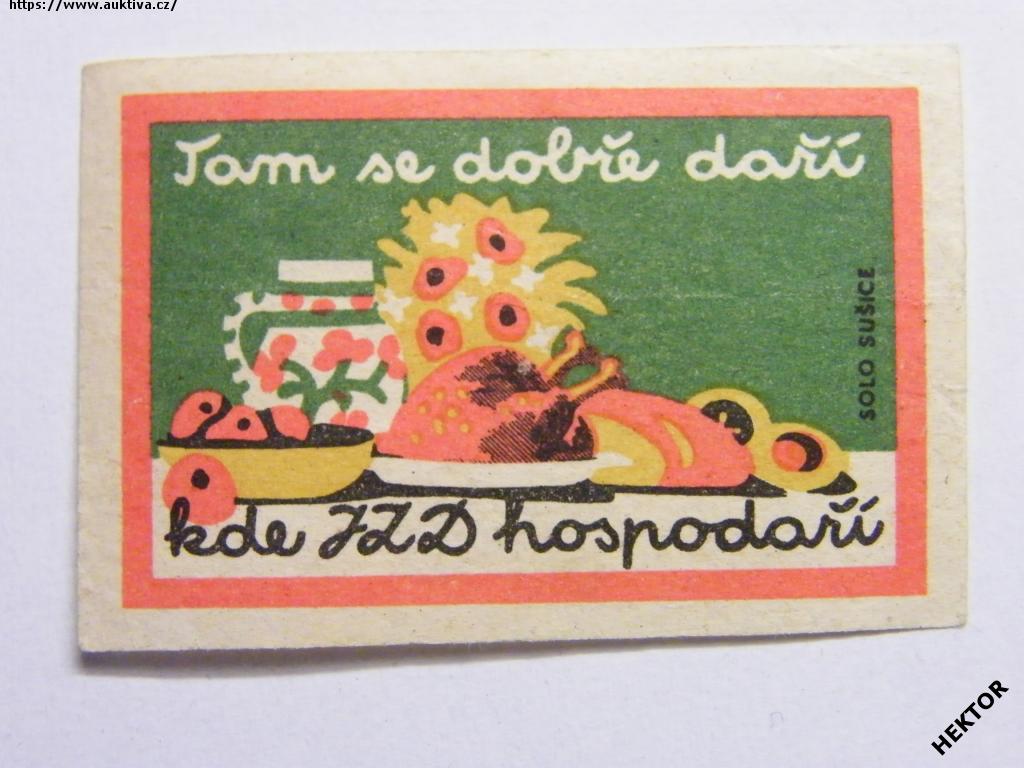 https://www.auktiva.cz/
Tam se dobře daří
SOLO SUŠICE
kde JZD hospodaří
HEKTOR